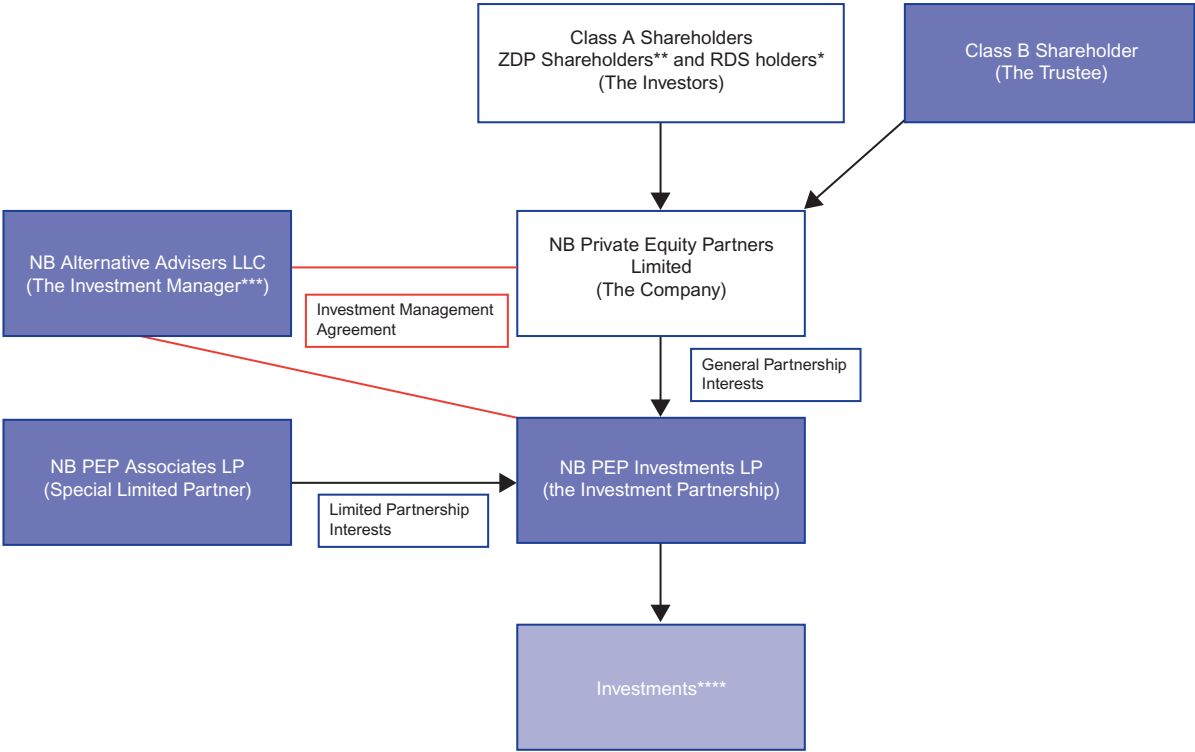 Class A Shareholders
ZDP Shareholders** and RDS holders*
(The Investors)
Class B Shareholder
(The Trustee)
NB Alternative Advisers LLC
(The Investment Manager***)
NB Private Equity Partners
Limited
(The Company)
Investment Management
Agreement
General Partnership
Interests
NB PEP Associates LP
(Special Limited Partner)
Limited Partnership
Interests
NB PEP Investments LP
(the Investment Partnership)
Investments****